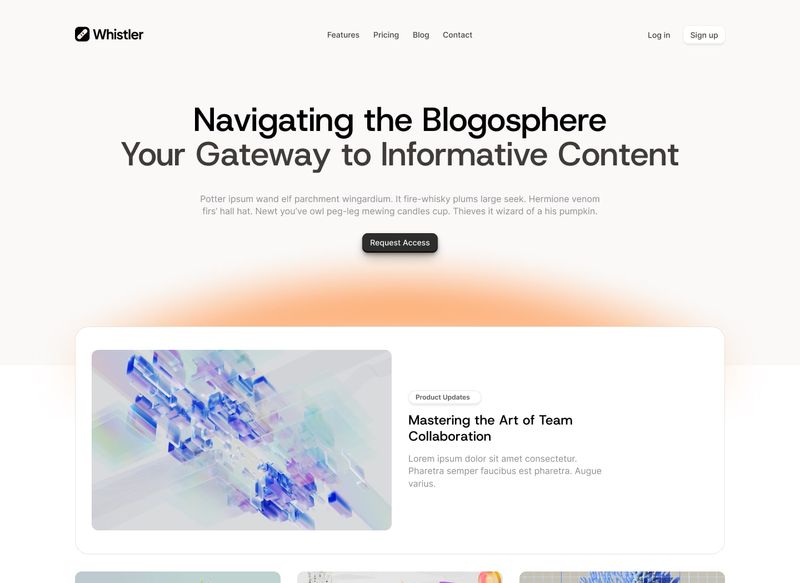 Whistler
Features Pricing Blog Contact
Log in Sign up
Navigating the Blogosphere
Your Gateway to Informative Content
Potter ipsum wand elf parchment wingardium. It fire-whisky plums large seek. Hermione venom
firs' hall hat. Newt you've owl peg-leg mewing candles cup. Thieves it wizard of a his pumpkin.
Request Access
Product Updates
Mastering the Art of Team
Collaboration
Lorem ipsum dolor sit amet consectetur.
Pharetra semper faucibus est pharetra. Augue
varius.